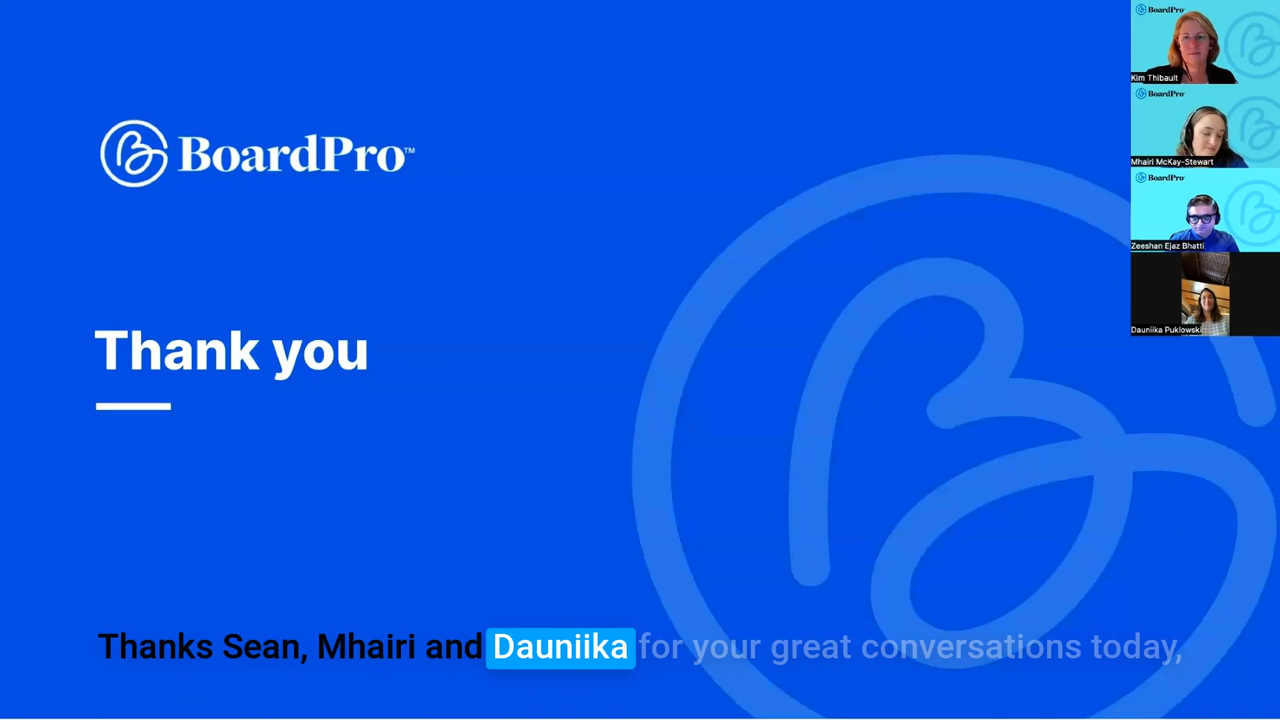 BoardPro™
Thank you
Thanks Sean, Mhairi and Dauniika for your great conversations today,
BoardPro
Kim Thibault
BoardPro
Mhairi McKay-Stewart
BoardPro
Zeeshan Ejaz Bhatti
Dauniika Puklowski